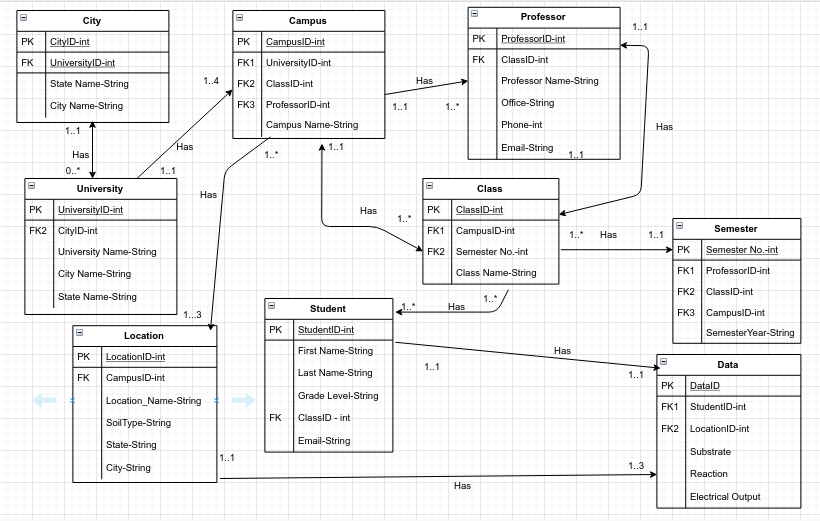 City
PK CityID-int
FK UniversityID-int
State Name-String
City Name-String
Campus
PK CampusID-int
FK1 UniversityID-int
FK2 ClassID-int
FK3 ProfessorID-int
Campus Name-String
Professor
PK ProfessorID-int
FK ClassID-int
Professor Name-String
Office-String
Phone-int
Email-String
1..1
1..1
Has
1..1
Has
0..*
1..4
Has
1..1
Has
1..1
1..*
1..1
Has
University
PK UniversityID-int
FK2 CityID-int
University Name-String
City Name-String
State Name-String
1..*
Has
1...3
1..1
Has
1..*
Class
PK ClassID-int
FK1 CampusID-int
FK2 Semester No.-int
Class Name-String
1..*
Has
1..1
Semester
PK Semester No.-int
FK1 ProfessorID-int
FK2 ClassID-int
FK3 CampusID-int
SemesterYear-String
1..*
Has
1..*
Location
PK LocationID-int
FK CampusID-int
Location_Name-String
SoilType-String
State-String
City-String
Student
PK StudentID-int
First Name-String
Last Name-String
Grade Level-String
FK ClassID - int
Email-String
1..1
Has
1..1
Data
PK DataID
FK1 StudentID-int
FK2 LocationID-int
Substrate
Reaction
Electrical Output
1..1
Has
1..3